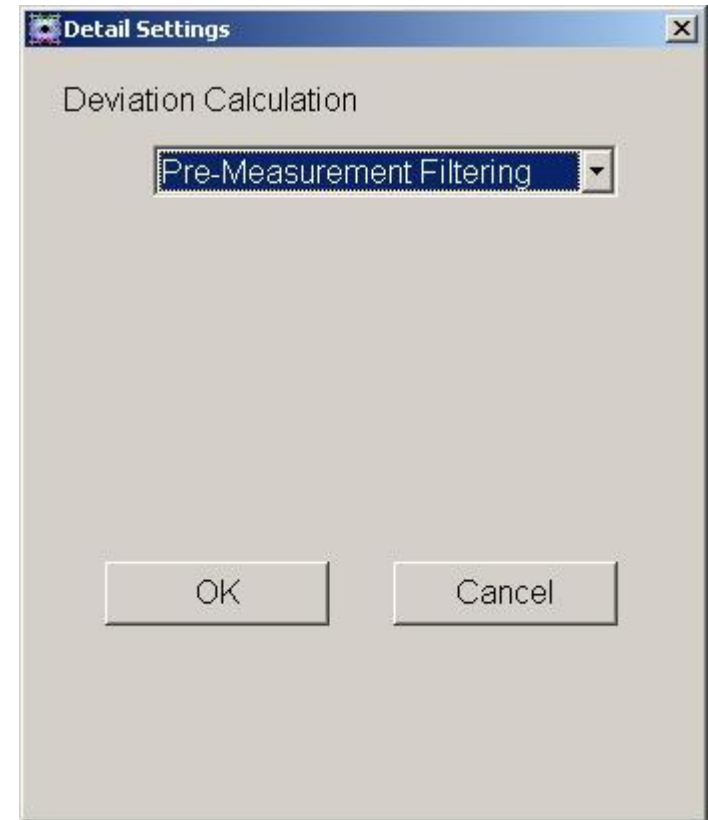 Detail Settings
Deviation Calculation
Pre-Measurement Filtering
OK
Cancel